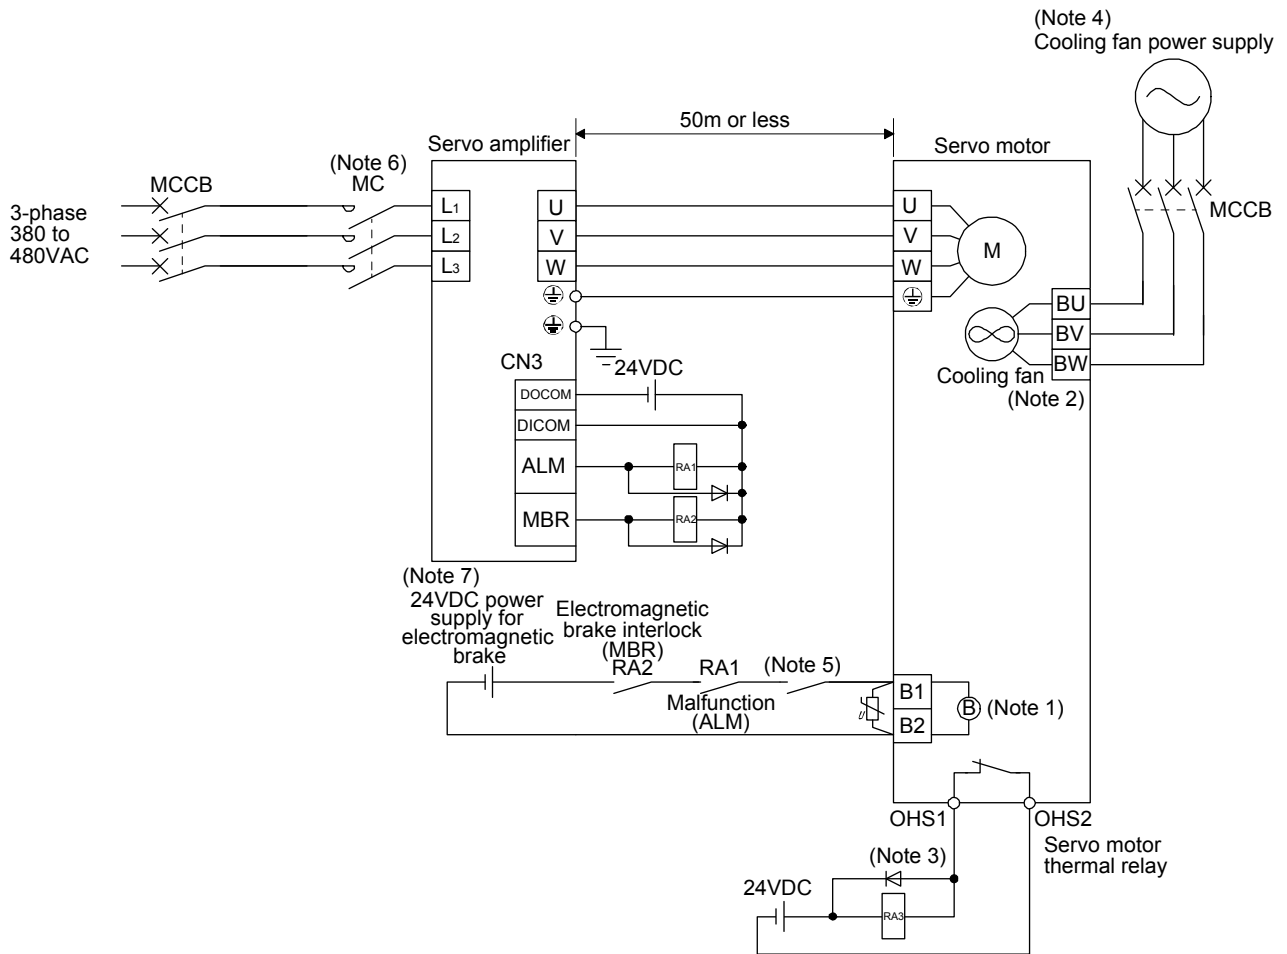 (Note 4)
Cooling fan power supply
50m or less
Servo amplifier
Servo motor
(Note 6)
MC
MCCB
3-phase
380 to
480VAC
L1
L2
L3
U
V
W
U
V
W
M
MCCB
BU
BV
BW
Cooling fan
(Note 2)
CN3
24VDC
DOCOM
DICOM
ALM
RA1
MBR
RA2
(Note 7)
24VDC power
supply for
electromagnetic
brake
Electromagnetic
brake interlock
(MBR)
RA2
RA1
(Note 5)
Malfunction
(ALM)
U
B1
B2
B
(Note 1)
OHS1
OHS2
Servo motor
thermal relay
(Note 3)
24VDC
RA3